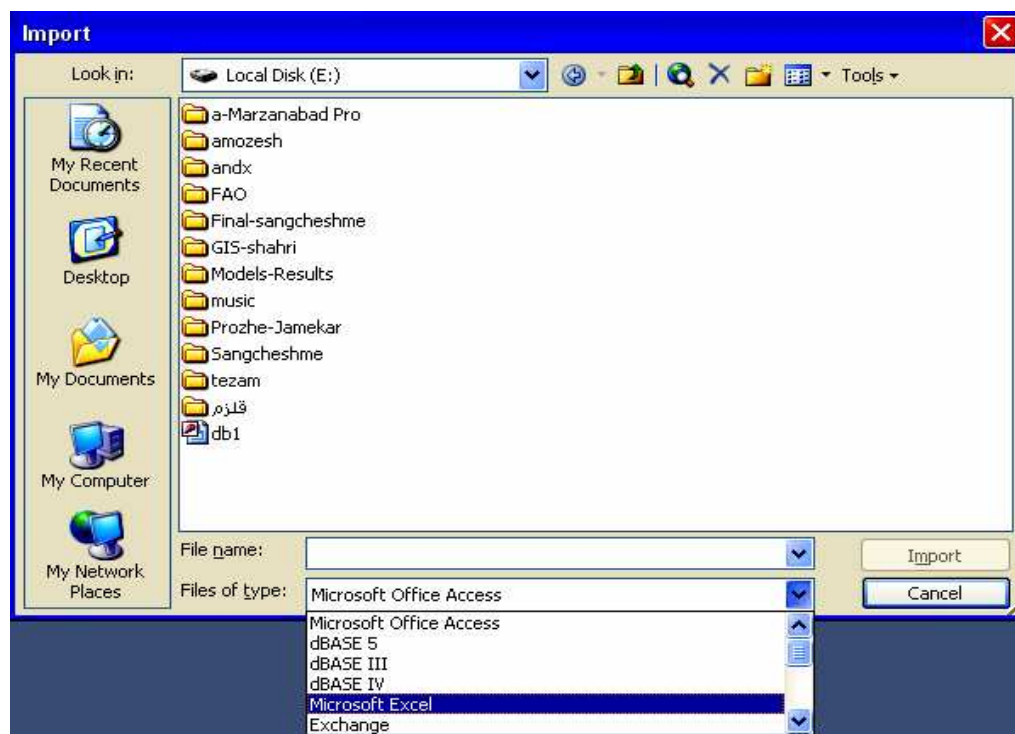 Import
Look in:
Local Disk (E:)
Tools
My Recent
Documents
Desktop
My Documents
My Computer
My Network
Places
a-Marzanabad Pro
amozesh
andx
FAO
Final-sangcheshme
GIS-shahri
Models-Results
music
Prozhe-Jamekar
Sangcheshme
tezam
قلزم
db1
File name:
Import
Files of type:
Microsoft Office Access
Cancel
Microsoft Office Access
dBASE 5
dBASE III
dBASE IV
Microsoft Excel
Exchange